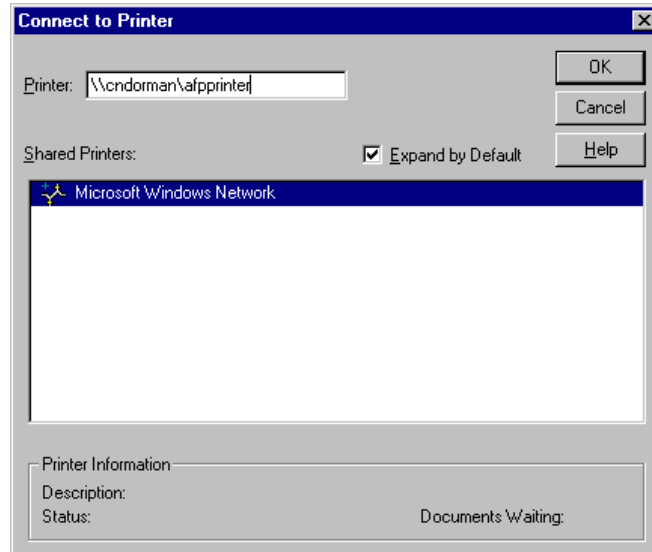 Connect to Printer
OK
Printer: \\cndorman\afpprinter
Cancel
Shared Printers:
Expand by Default
Help
Microsoft Windows Network
Printer Information
Description:
Status:
Documents Waiting: